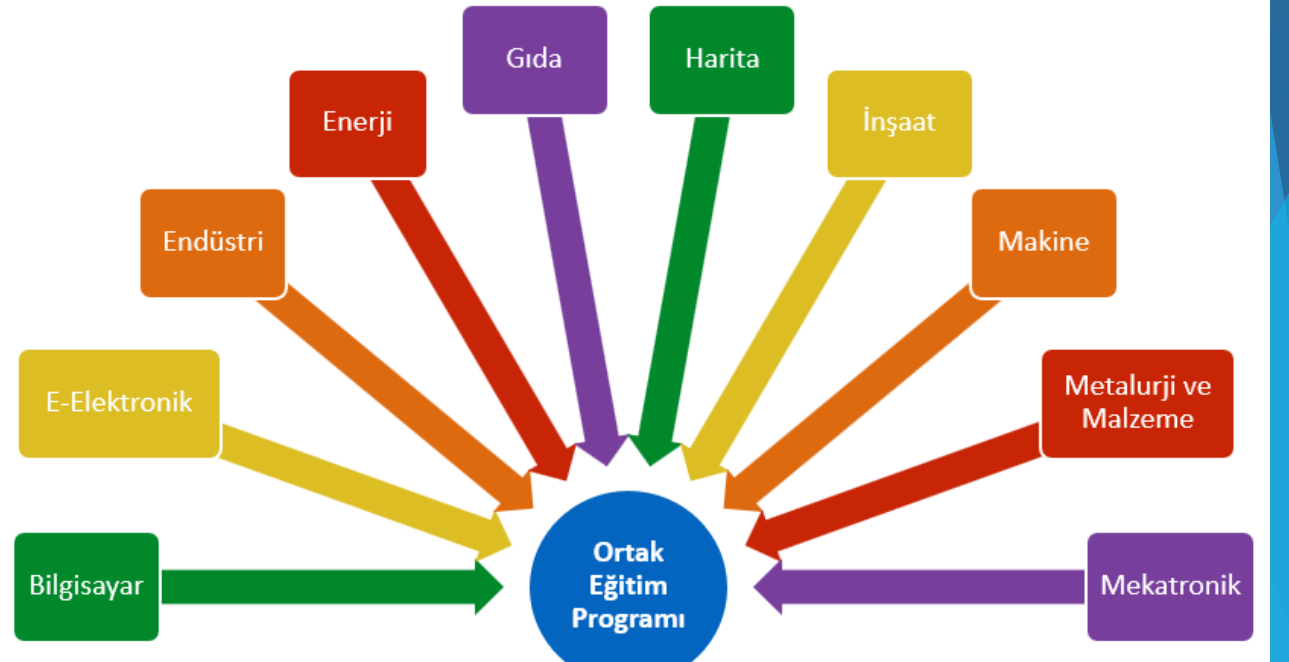 Gıda
Harita
Enerji
İnşaat
Endüstri
Makine
E-Elektronik
Metalurji ve
Malzeme
Bilgisayar
Ortak
Eğitim
Programı
Mekatronik